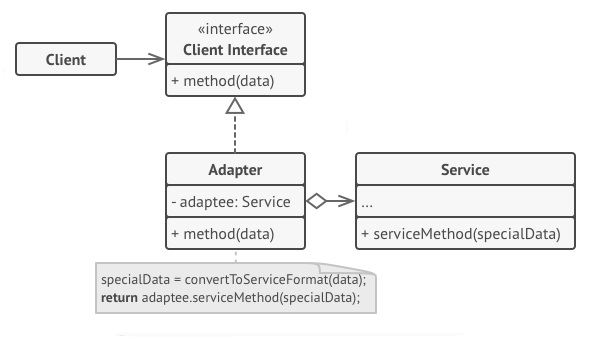 «interface»
Client Interface
Client
+ method(data)
Adapter
- adaptee: Service
+ method(data)
Service
...
+ serviceMethod(specialData)
specialData = convertToServiceFormat(data);
return adaptee.serviceMethod(specialData);